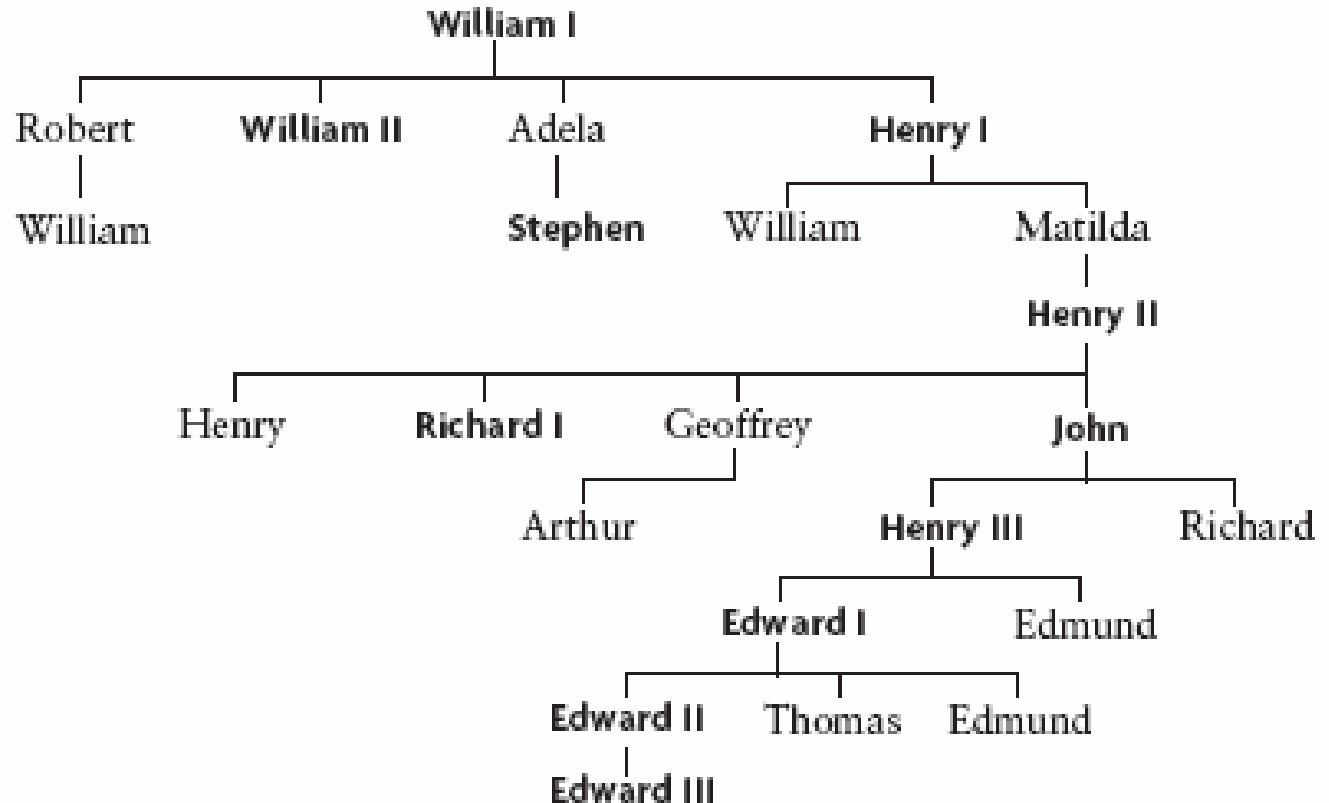 William I
Robert William II Adela Henry I
William Stephen William Matilda
Henry II
Henry Richard I Geoffrey John
Arthur Henry III Richard
Edward I Edmund
Edward II Thomas Edmund
Edward III